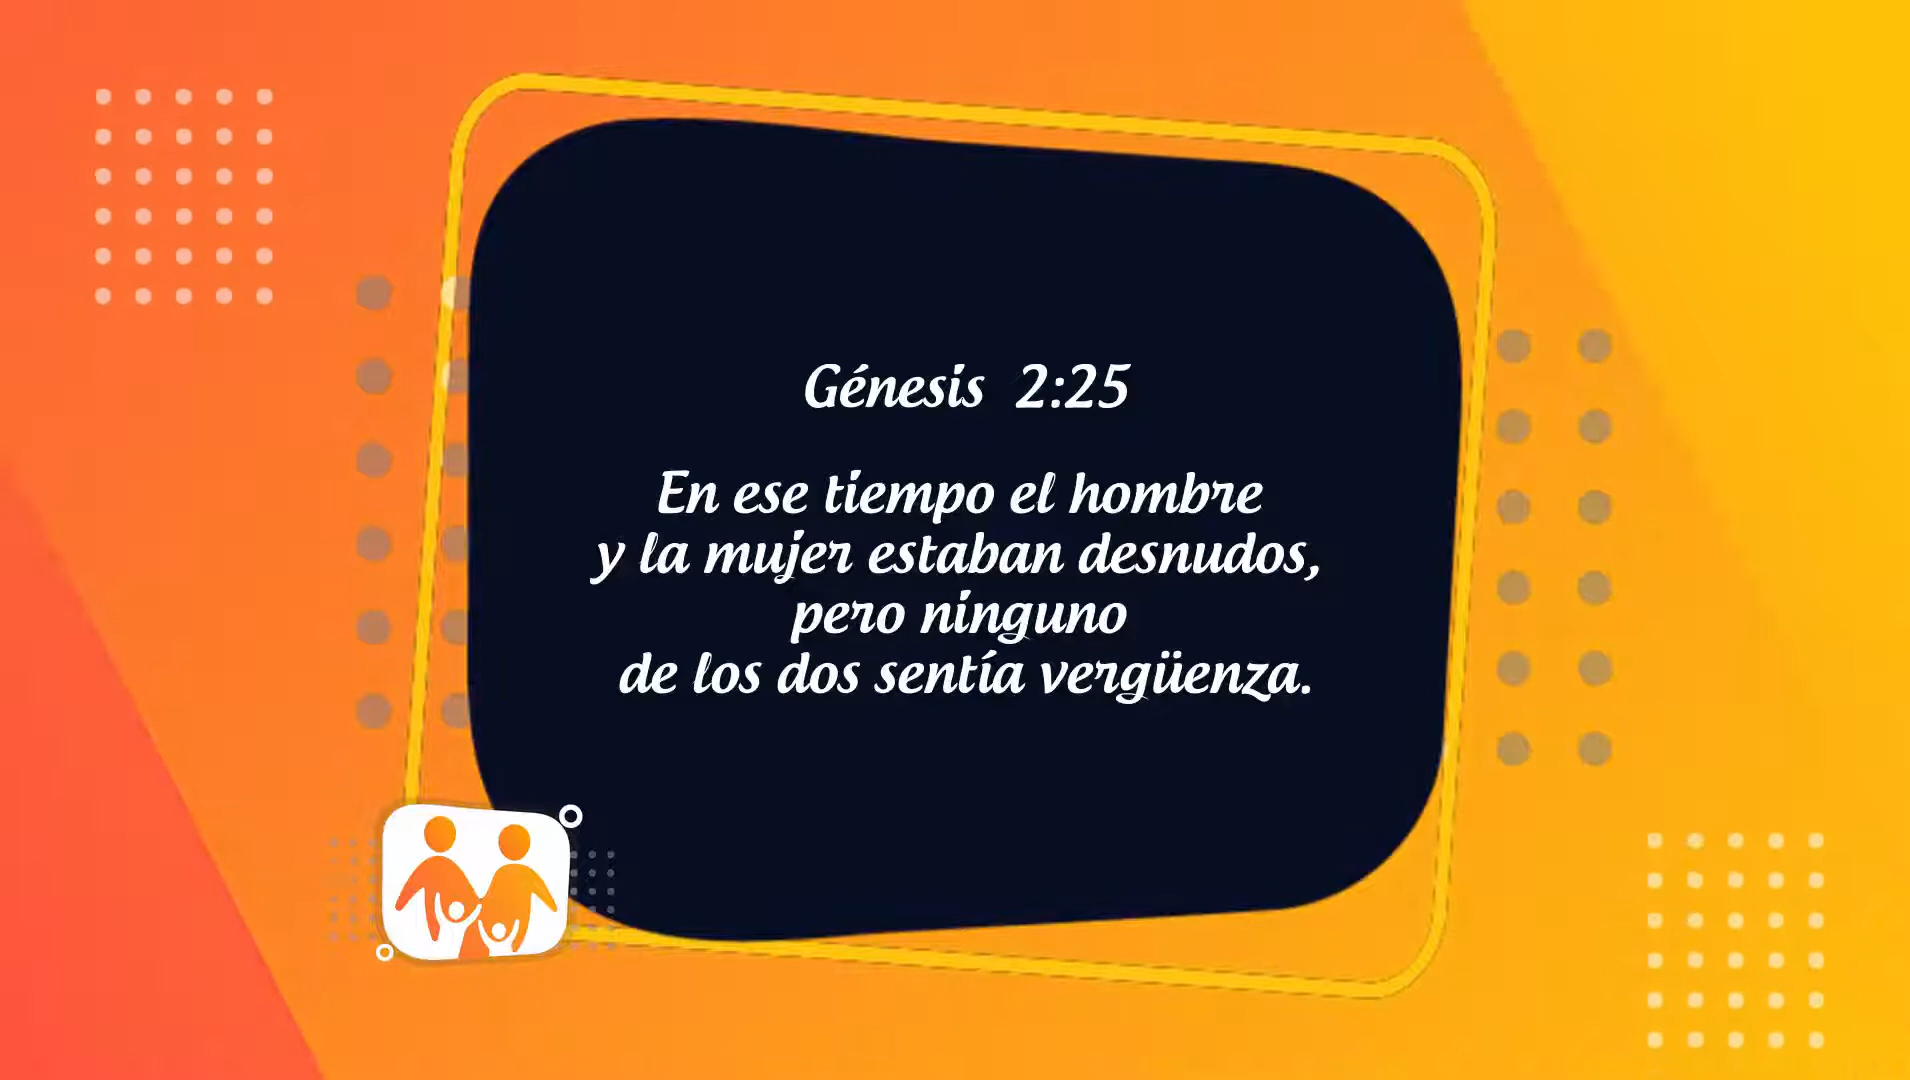 Génesis 2:25
En ese tiempo el hombre
y la mujer estaban desnudos,
pero ninguno
de los dos sentía vergüenza.